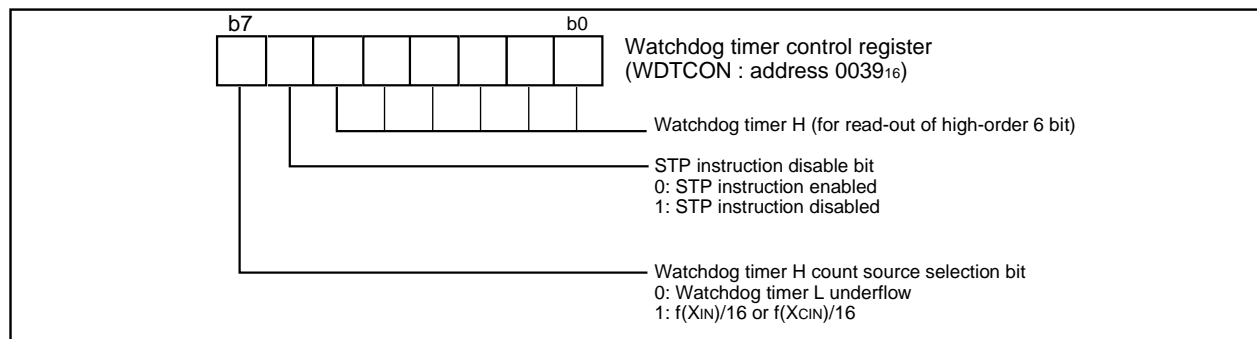 b7 b0
Watchdog timer control register
(WDTCON : address 003916)
Watchdog timer H (for read-out of high-order 6 bit)
STP instruction disable bit
0: STP instruction enabled
1: STP instruction disabled
Watchdog timer H count source selection bit
0: Watchdog timer L underflow
1: f(XIN)/16 or f(XCIN)/16